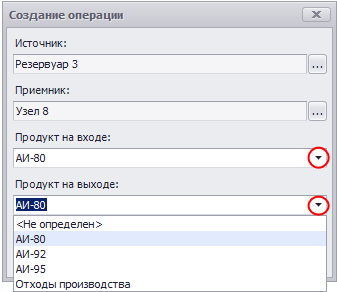 Создание операции
Источник:
Резервуар 3
...
Приемник:
Узел 8
...
Продукт на входе:
АИ-80
Продукт на выходе:
АИ-80
<Не определен>
АИ-80
АИ-92
АИ-95
Отходы производства